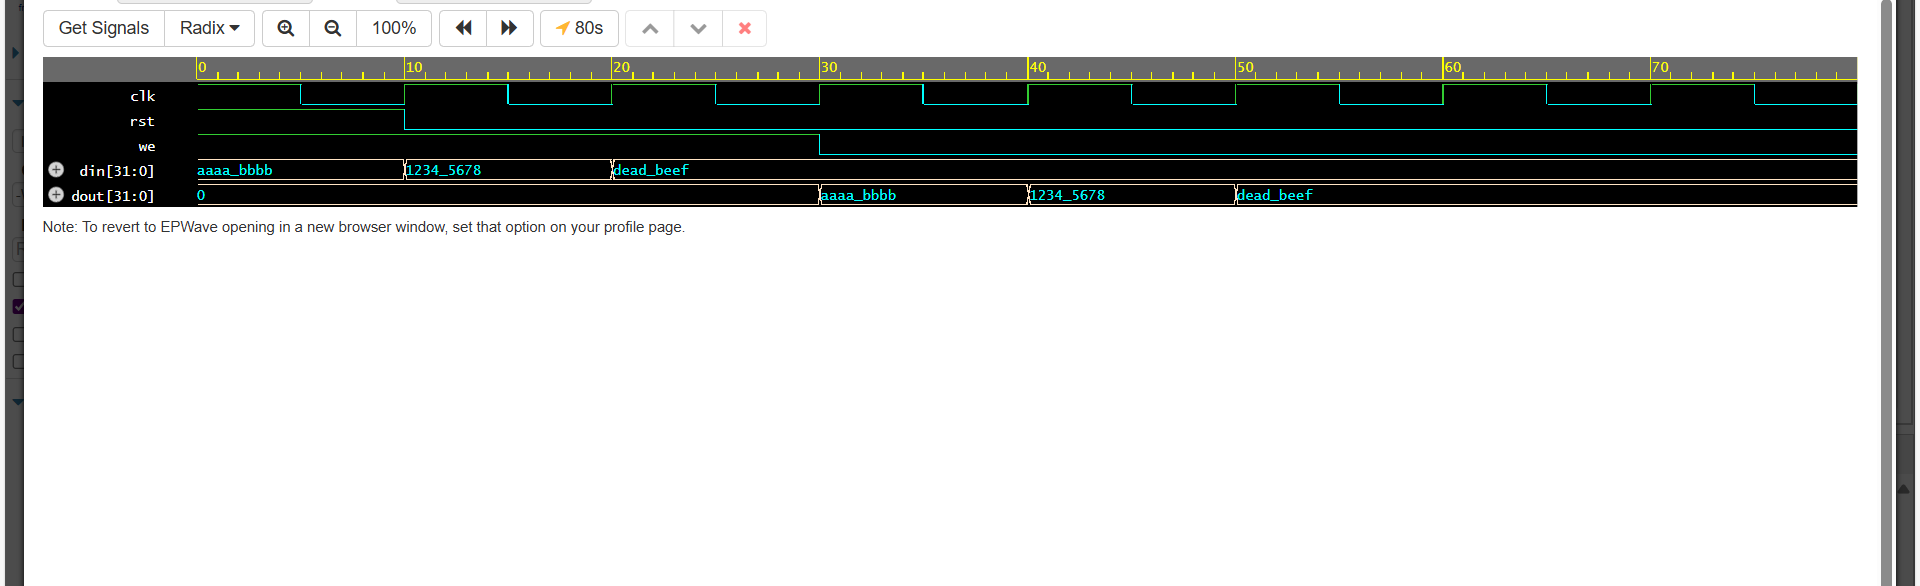 Get Signals Radix 100% 80s
0 10 20 30 40 50 60 70
clk
rst
we
din[31:0] aaaa_bbbb 1234_5678 dead_beef
dout[31:0] 0 aaaa_bbbb 1234_5678 dead_beef
Note: To revert to EPWave opening in a new browser window, set that option on your profile page.